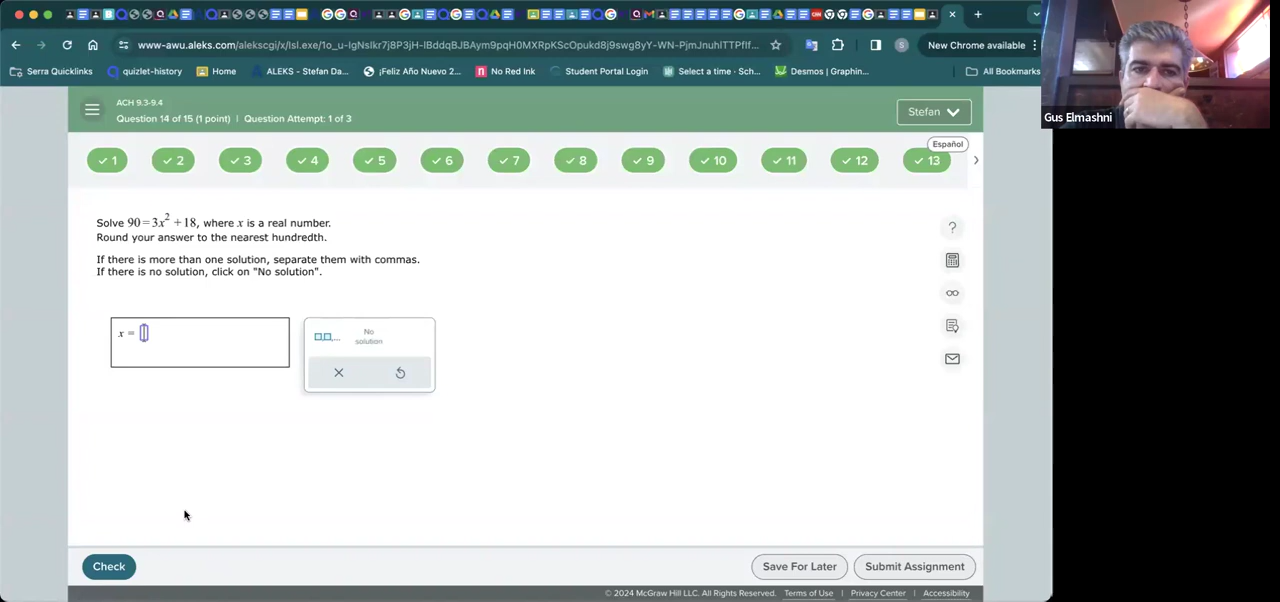 www-awu.aleks.com/alekscgi/x/lsl.exe/1o_u-IgNsIkr7j8P3jH-IBddqBJBAym9pqH0MXRpKScOpukd8j9swg8yY-WN-PjmJnuhlTTPflf...
S
New Chrome available
Serra Quicklinks
quizlet-history
Home
ALEKS - Stefan Da...
¡Feliz Año Nuevo 2...
No Red Ink
Student Portal Login
Select a time · Sch...
Desmos | Graphin...
All Bookmarks
Gus Elmashni
ACH 9.3-9.4
Question 14 of 15 (1 point) | Question Attempt: 1 of 3
Stefan
Español
1 2 3 4 5 6 7 8 9 10 11 12 13
Solve 90=3x² +18, where x is a real number.
Round your answer to the nearest hundredth.
If there is more than one solution, separate them with commas.
If there is no solution, click on "No solution".
x =
No
solution
Check
Save For Later
Submit Assignment
© 2024 McGraw Hill LLC. All Rights Reserved. Terms of Use | Privacy Center | Accessibility